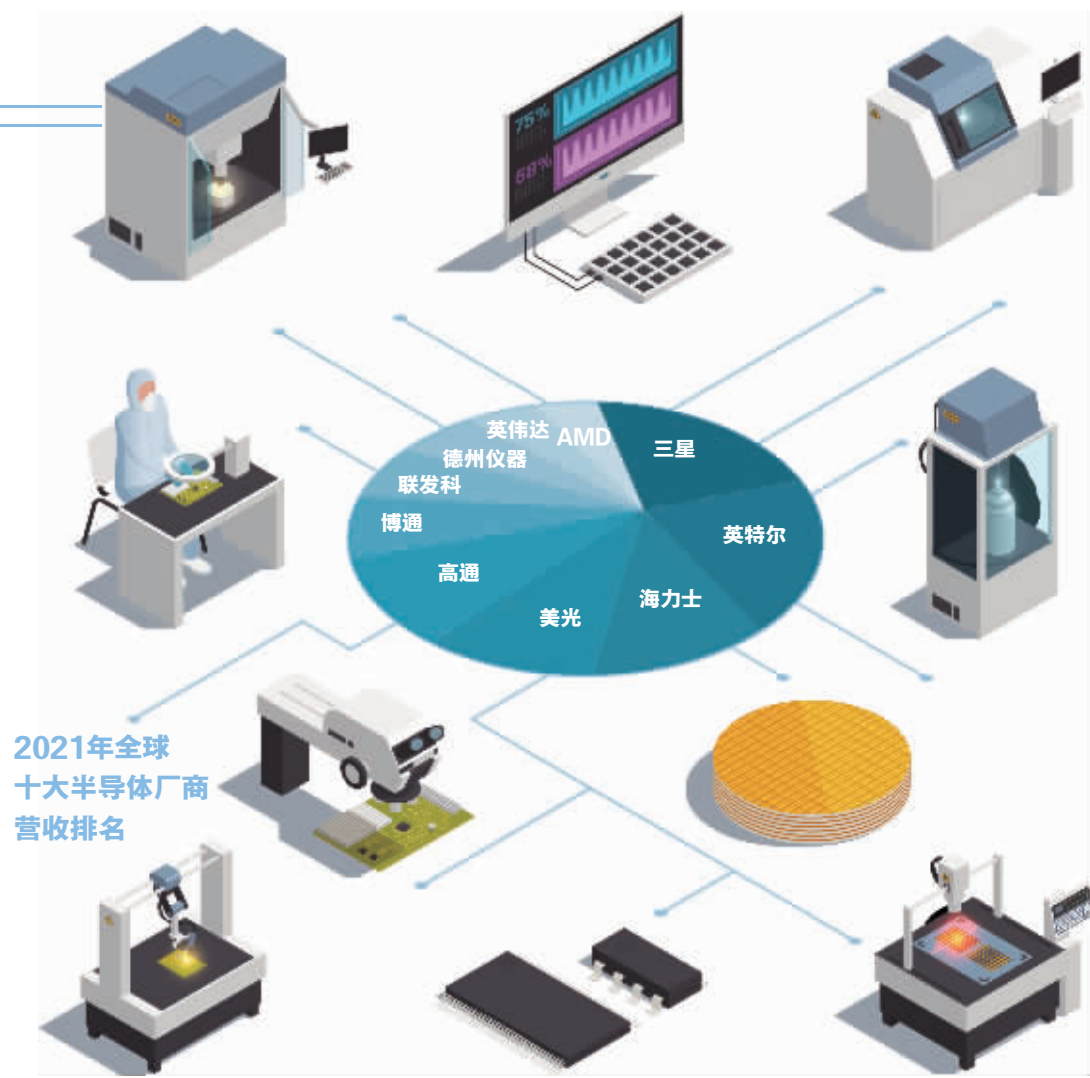 75%
68%
英伟达
AMD
三星
德州仪器
联发科
博通
英特尔
高通
海力士
美光
2021年全球
十大半导体厂商
营收排名